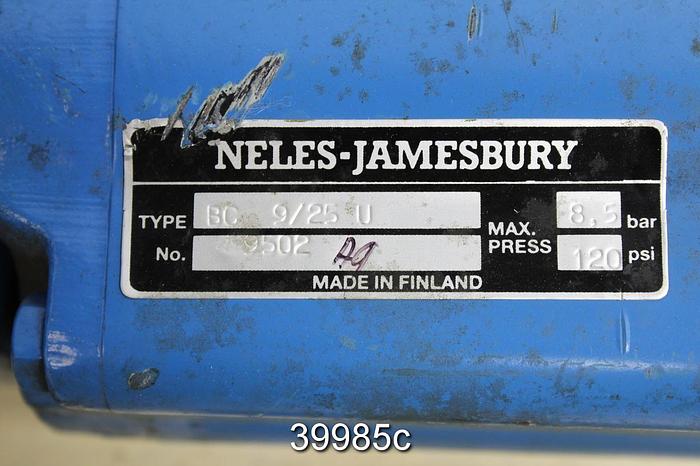 NELES-JAMESBURY
TYPE BC 9/25 U
No. 9502
MAX. PRESS 8,5 bar
120 psi
MADE IN FINLAND
39985c